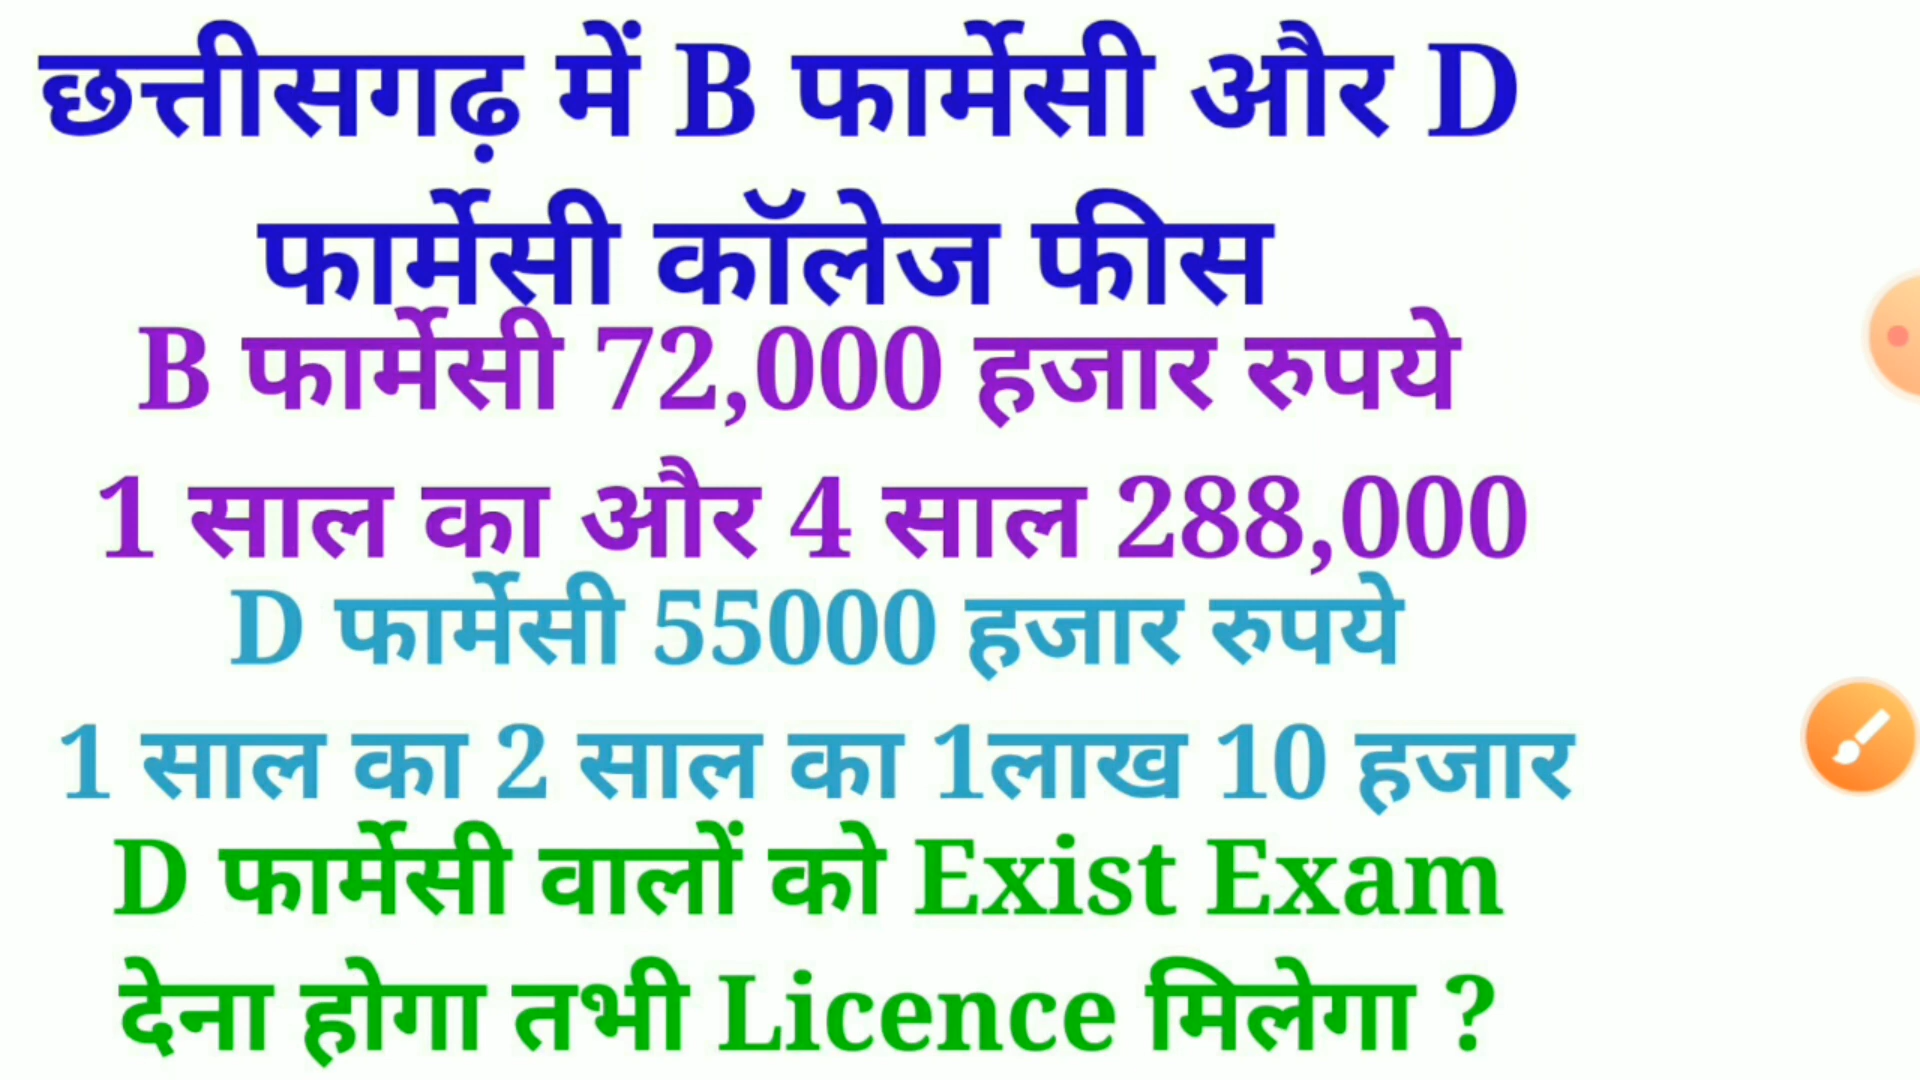 छत्तीसगढ़ में B फार्मेसी और D
फार्मेसी कॉलेज फीस
B फार्मेसी 72,000 हजार रुपये
1 साल का और 4 साल 288,000
D फार्मेसी 55000 हजार रुपये
1 साल का 2 साल का 1लाख 10 हजार
D फार्मेसी वालों को Exist Exam
देना होगा तभी Licence मिलेगा ?